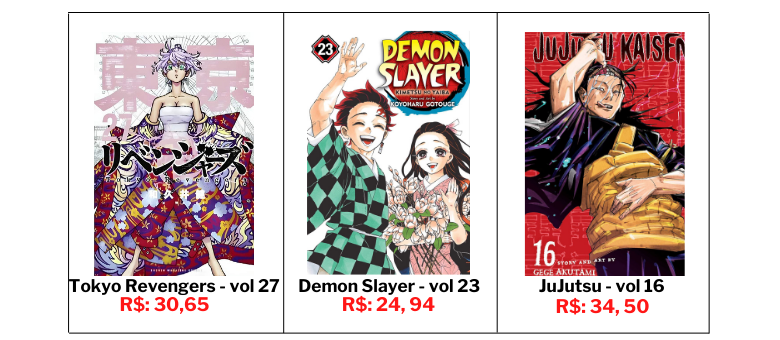 東京
27
リベンジャーズ
Tokyo Revengers - vol 27
R$: 30,65
23
DEMON
SLAYER
KIMETSU NO YAIBA
KOYOHARU GOTOUGE
Demon Slayer - vol 23
R$: 24, 94
JUJUTSU KAISEN
16
STORY AND ART BY
GEGE AKUTAMI
JuJutsu - vol 16
R$: 34, 50